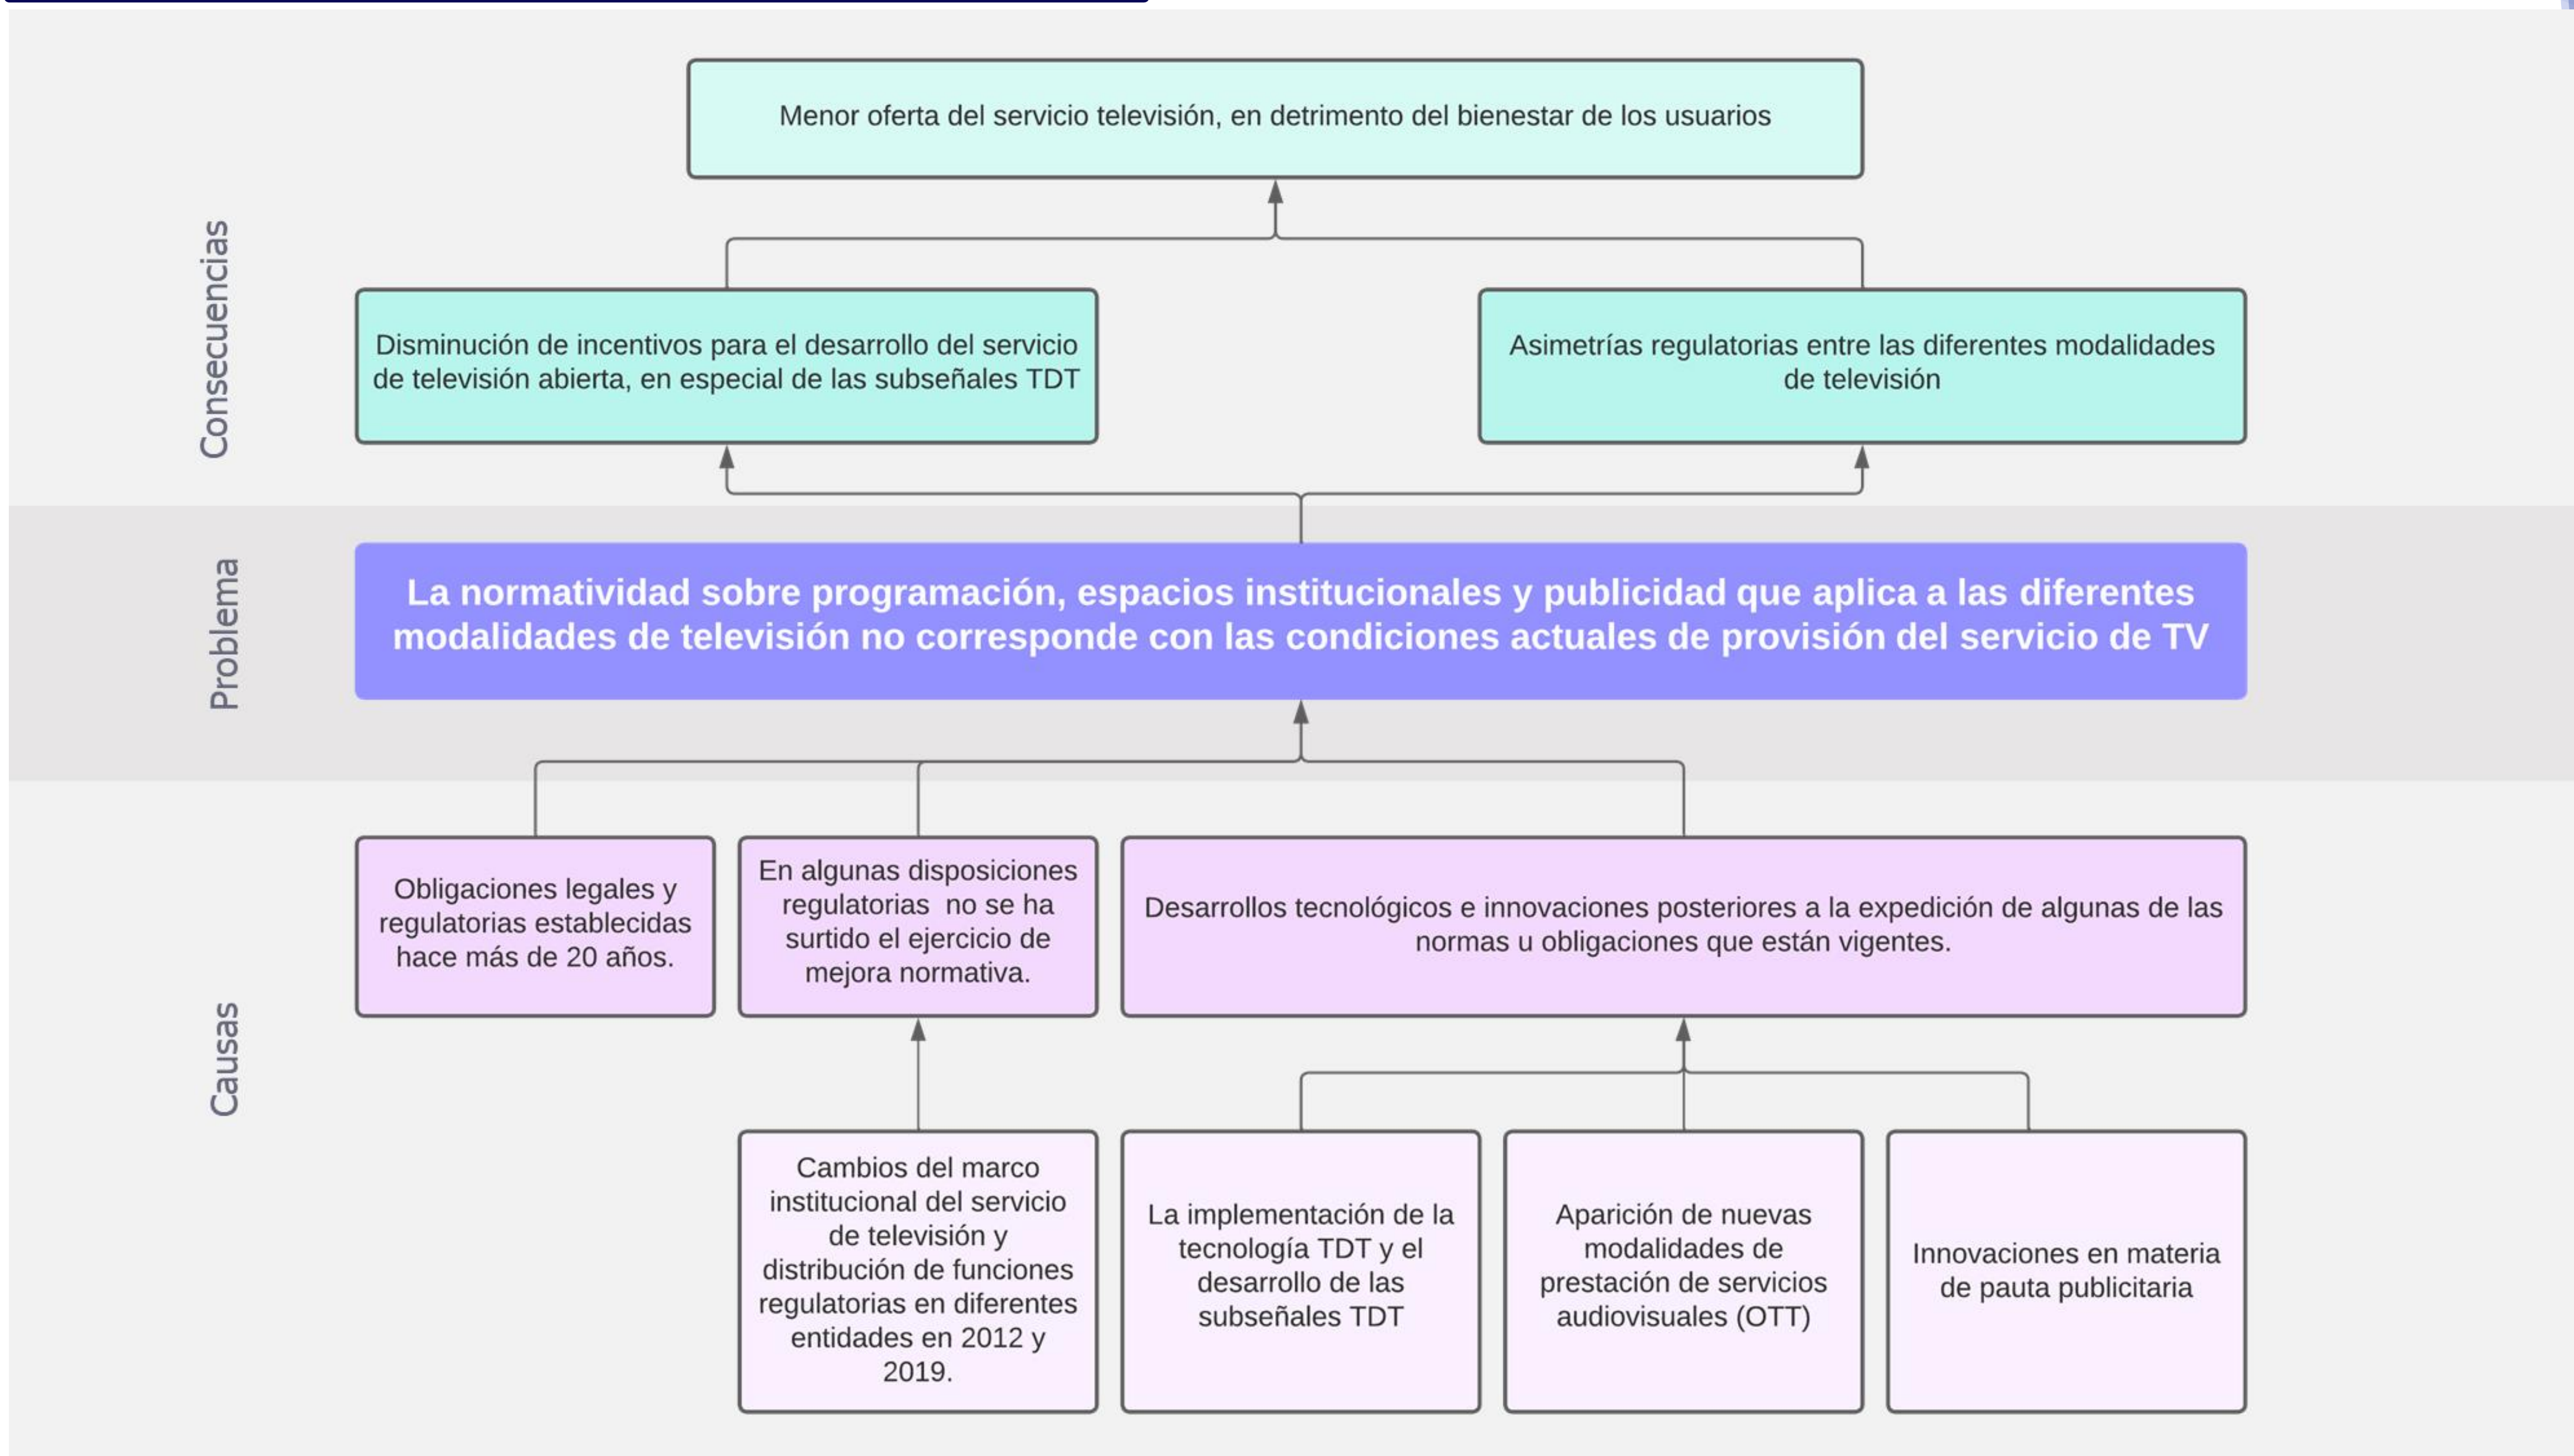 Menor oferta del servicio televisión, en detrimento del bienestar de los usuarios
Consecuencias
Disminución de incentivos para el desarrollo del servicio
de televisión abierta, en especial de las subseñales TDT
Asimetrías regulatorias entre las diferentes modalidades
de televisión
Problema
La normatividad sobre programación, espacios institucionales y publicidad que aplica a las diferentes
modalidades de televisión no corresponde con las condiciones actuales de provisión del servicio de TV
Causas
Obligaciones legales y
regulatorias establecidas
hace más de 20 años.
En algunas disposiciones
regulatorias  no se ha
surtido el ejercicio de
mejora normativa.
Desarrollos tecnológicos e innovaciones posteriores a la expedición de algunas de las
normas u obligaciones que están vigentes.
Cambios del marco
institucional del servicio
de televisión y
distribución de funciones
regulatorias en diferentes
entidades en 2012 y
2019.
La implementación de la
tecnología TDT y el
desarrollo de las
subseñales TDT
Aparición de nuevas
modalidades de
prestación de servicios
audiovisuales (OTT)
Innovaciones en materia
de pauta publicitaria